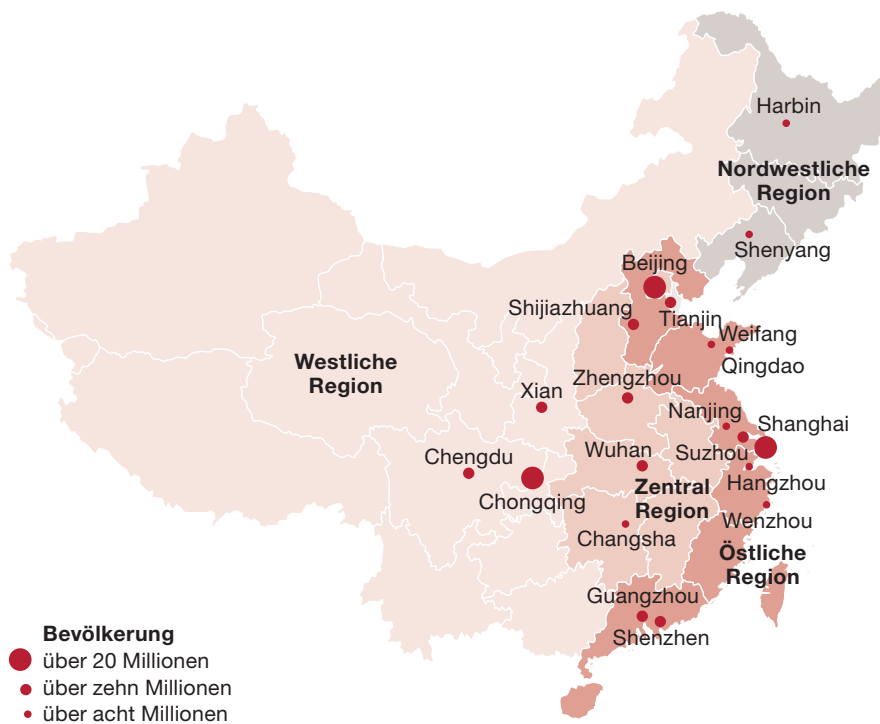 Harbin
Nordwestliche
Region
Shenyang
Beijing
Shijiazhuang
Tianjin
Weifang
Qingdao
Westliche
Region
Zhengzhou
Xian
Nanjing
Shanghai
Chengdu
Wuhan
Suzhou
Hangzhou
Chongqing
Zentral
Region
Wenzhou
Changsha
Östliche
Region
Guangzhou
Shenzhen
Bevölkerung
über 20 Millionen
über zehn Millionen
über acht Millionen